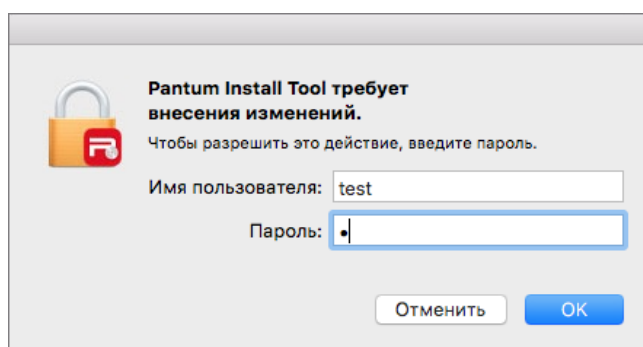 Pantum Install Tool требует
внесения изменений.
Чтобы разрешить это действие, введите пароль.
Имя пользователя: test
Пароль: •
Отменить OK